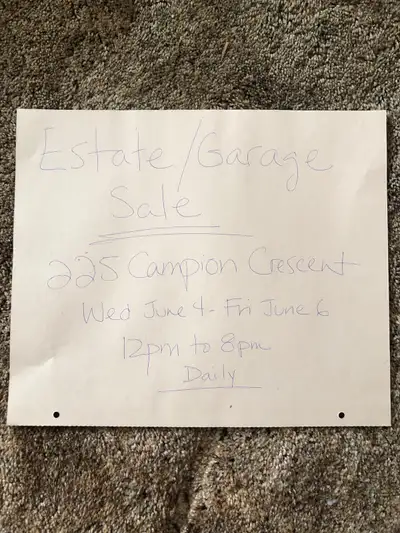 Estate/Garage
Sale
225 Campion Crescent
Wed June 4 - Fri June 6
12pm to 8pm
Daily